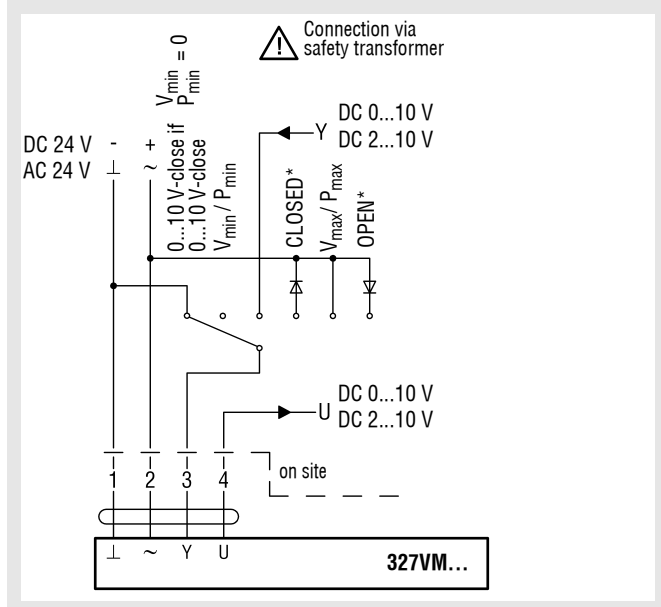 Connection via
safety transformer
DC 24 V - +
AC 24 V ⊥ ~
0...10 V-close if Vmin / Pmin = 0
0...10 V-close
Vmin / Pmin
Y
DC 0...10 V
DC 2...10 V
CLOSED*
Vmax/ Pmax
OPEN*
U
DC 0...10 V
DC 2...10 V
1 2 3 4
on site
⊥ ~ Y U
327VM...